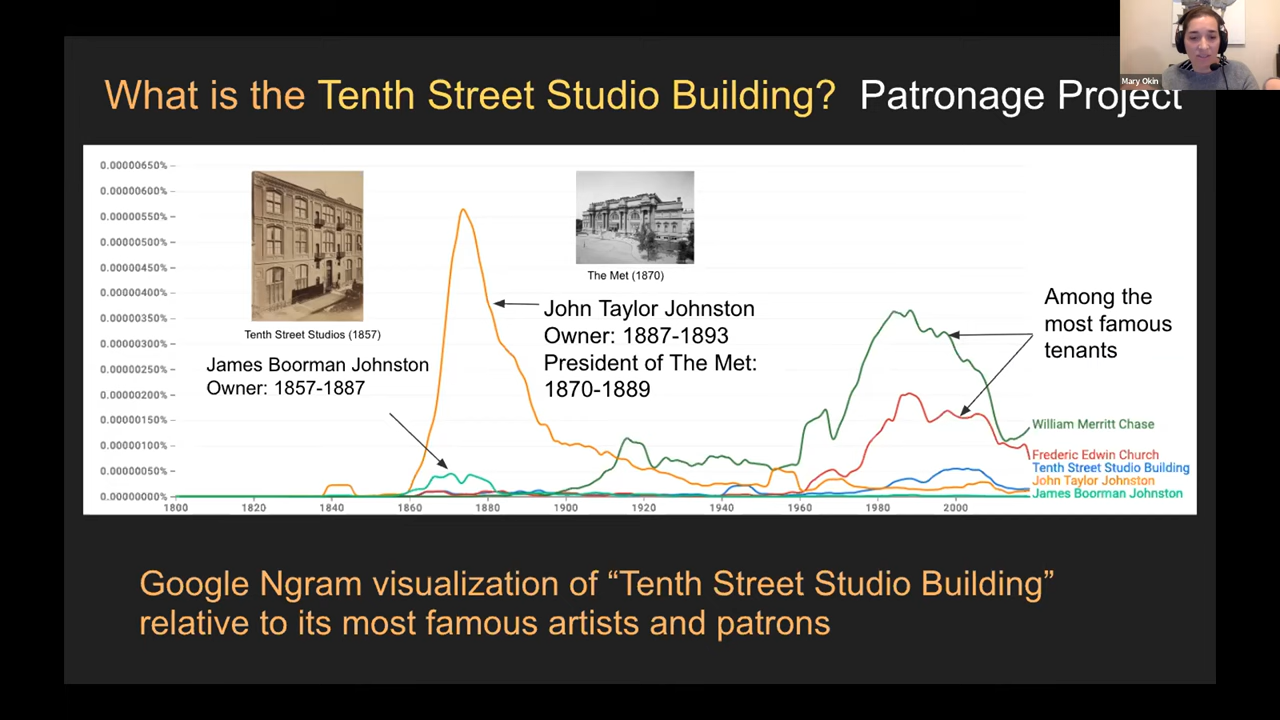 Mary Okin
What is the Tenth Street Studio Building? Patronage Project
0.00000650%
0.00000600%
0.00000550%
0.00000500%
0.00000450%
0.00000400%
0.00000350%
0.00000300%
0.00000250%
0.00000200%
0.00000150%
0.00000100%
0.00000050%
0.00000000%
Tenth Street Studios (1857)
James Boorman Johnston
Owner: 1857-1887
The Met (1870)
John Taylor Johnston
Owner: 1887-1893
President of The Met:
1870-1889
Among the
most famous
tenants
William Merritt Chase
Frederic Edwin Church
Tenth Street Studio Building
John Taylor Johnston
James Boorman Johnston
1800 1820 1840 1860 1880 1900 1920 1940 1960 1980 2000
Google Ngram visualization of “Tenth Street Studio Building”
relative to its most famous artists and patrons